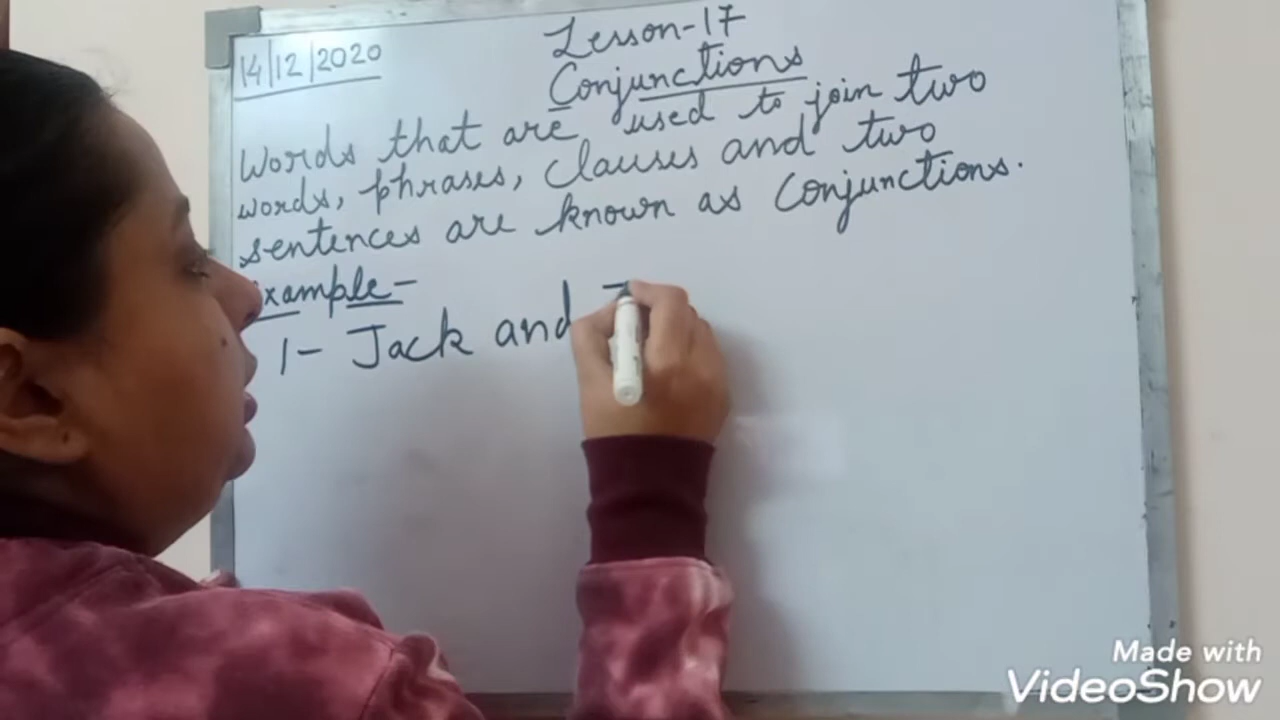 14/12/2020
Lesson-17
Conjunctions
Words that are used to join two
words, phrases, clauses and two
sentences are known as Conjunctions.
Example-
1- Jack and
Made with
VideoShow